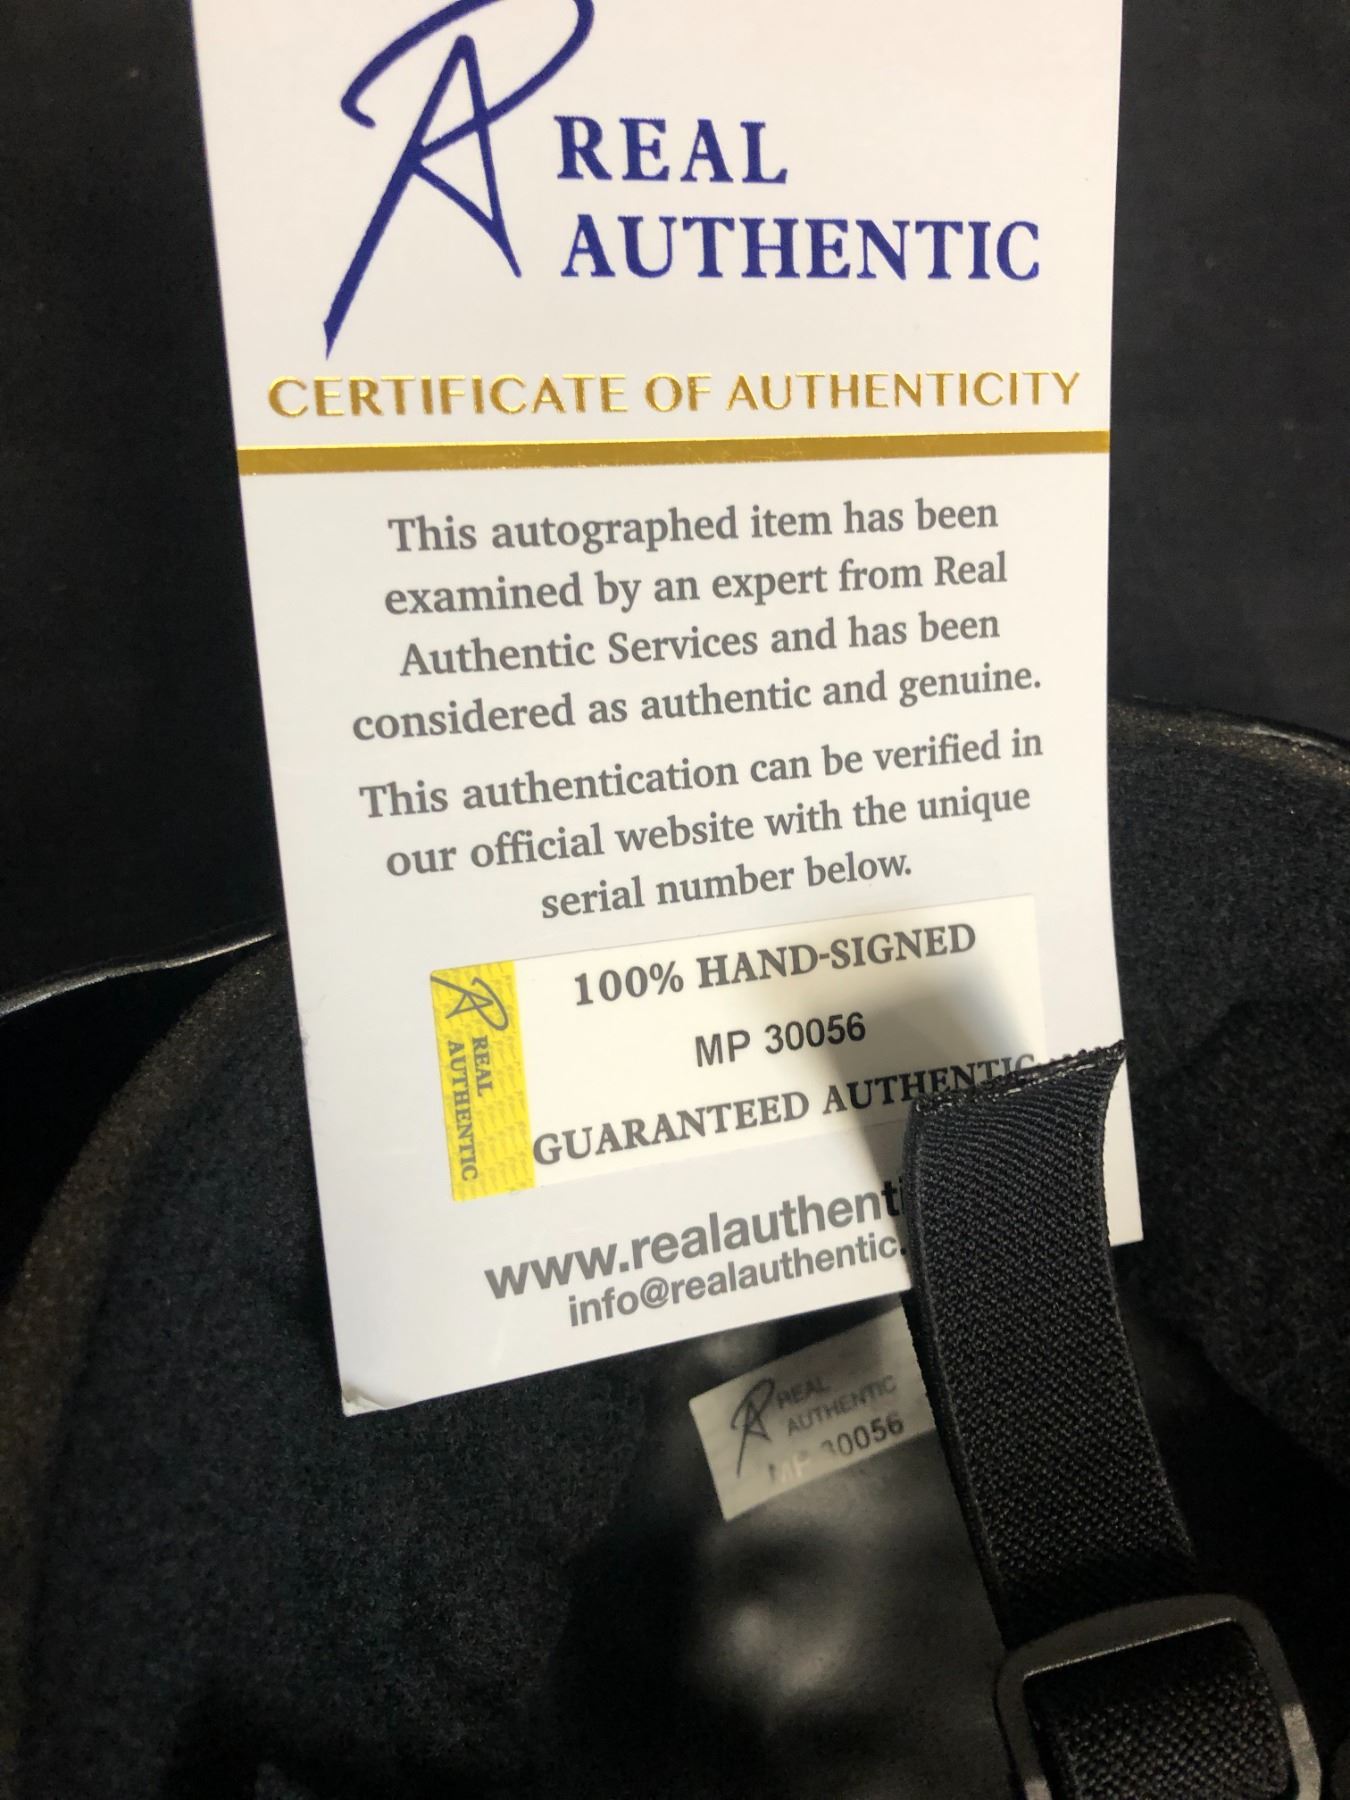 REAL
AUTHENTIC
CERTIFICATE OF AUTHENTICITY
This autographed item has been
examined by an expert from Real
Authentic Services and has been
considered as authentic and genuine.
This authentication can be verified in
our official website with the unique
serial number below.
100% HAND-SIGNED
MP 30056
GUARANTEED AUTHENTIC
REAL
AUTHENTIC
www.realauthenti
info@realauthentic.
REAL
AUTHENTIC
MP 30056